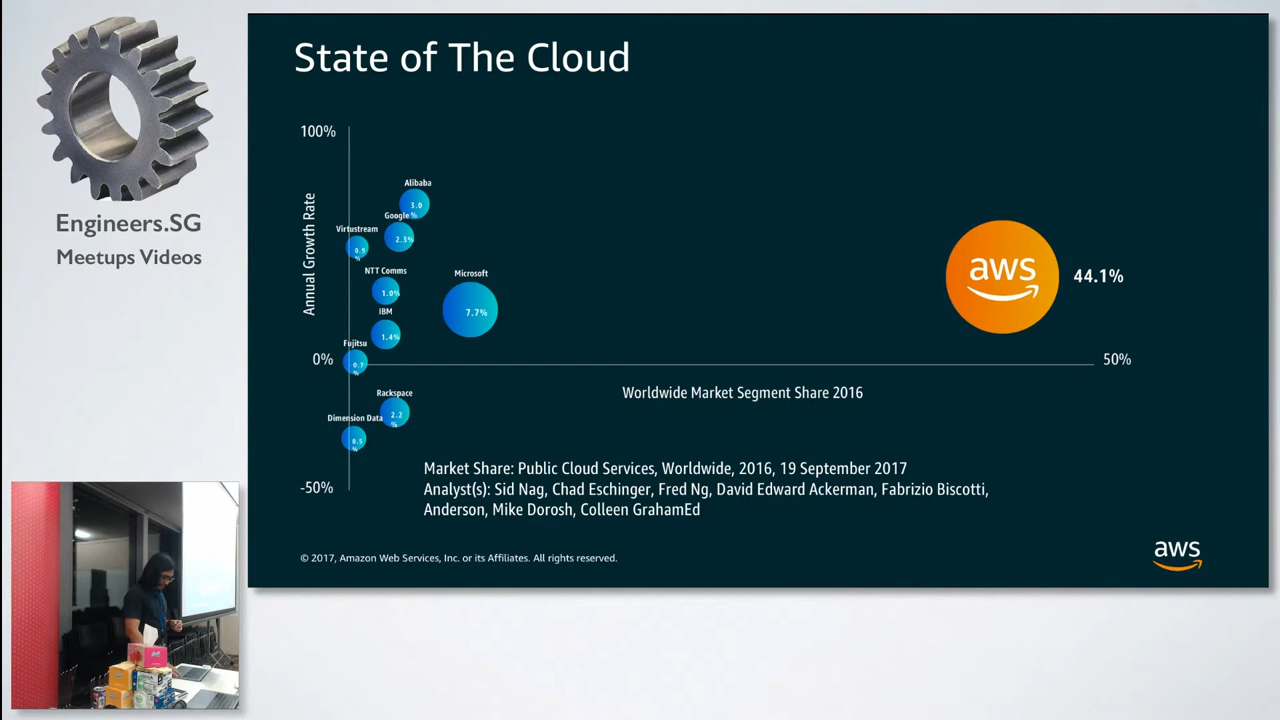 Engineers.SG
Meetups Videos
State of The Cloud
100%
Annual Growth Rate
Alibaba
3.0
%
Google
2.3%
Virtustream
0.9
%
NTT Comms
1.0%
Microsoft
7.7%
IBM
1.4%
aws
44.1%
Fujitsu
0.7
%
0%
50%
Worldwide Market Segment Share 2016
Rackspace
2.2
%
Dimension Data
0.5
%
-50%
Market Share: Public Cloud Services, Worldwide, 2016, 19 September 2017
Analyst(s): Sid Nag, Chad Eschinger, Fred Ng, David Edward Ackerman, Fabrizio Biscotti,
Anderson, Mike Dorosh, Colleen GrahamEd
© 2017, Amazon Web Services, Inc. or its Affiliates. All rights reserved.
aws